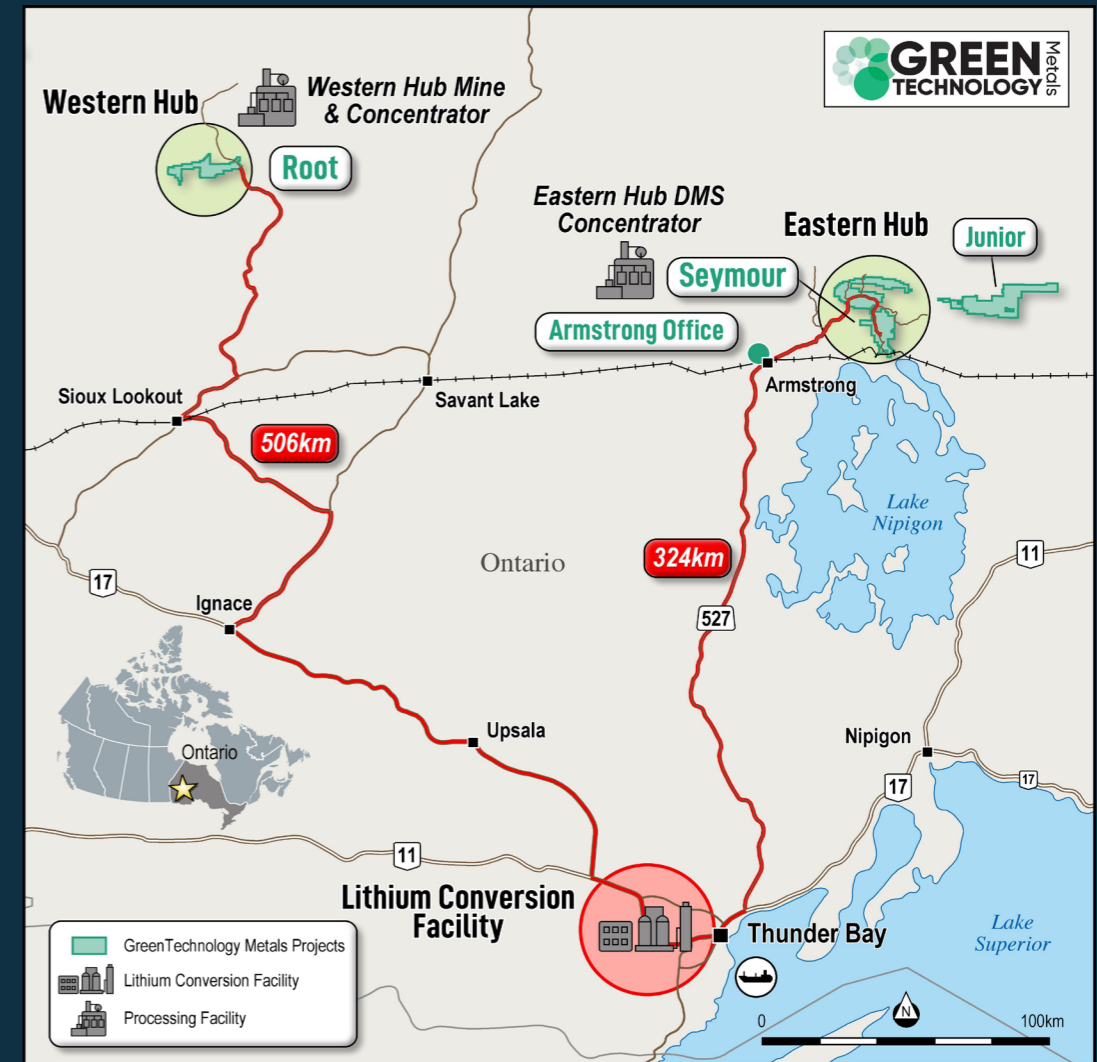 GREEN
TECHNOLOGY
Metals
Western Hub
Western Hub Mine
& Concentrator
Root
Eastern Hub DMS
Concentrator
Eastern Hub
Junior
Seymour
Armstrong Office
Armstrong
Sioux Lookout
Savant Lake
506km
Lake
Nipigon
324km
Ontario
11
17
Ignace
527
Upsala
Nipigon
Ontario
17
17
11
Lithium Conversion
Facility
Thunder Bay
Lake
Superior
GreenTechnology Metals Projects
Lithium Conversion Facility
Processing Facility
N
0 100km